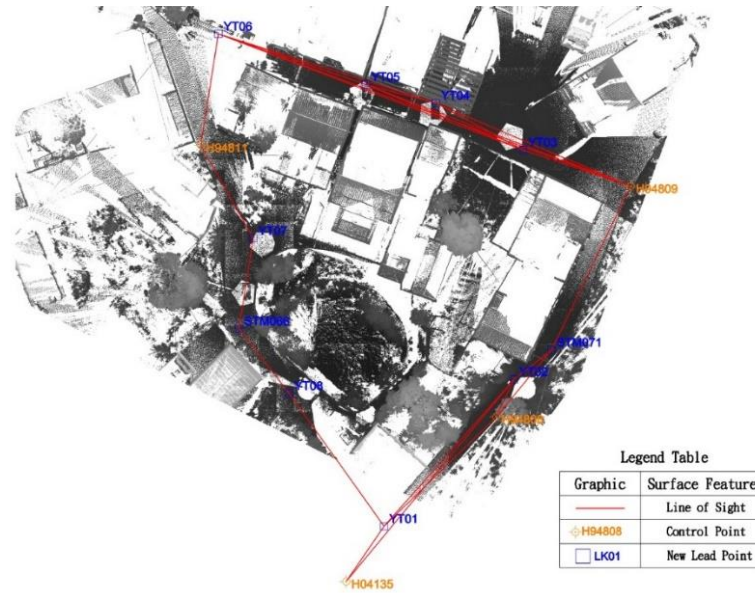 YT06
YT05
YT04
YT03
H94811
H94809
YT07
STM066
STM071
YT02
YT08
YT01
H04135
Legend Table
Graphic Surface Feature
Line of Sight
H94808 Control Point
LK01 New Lead Point